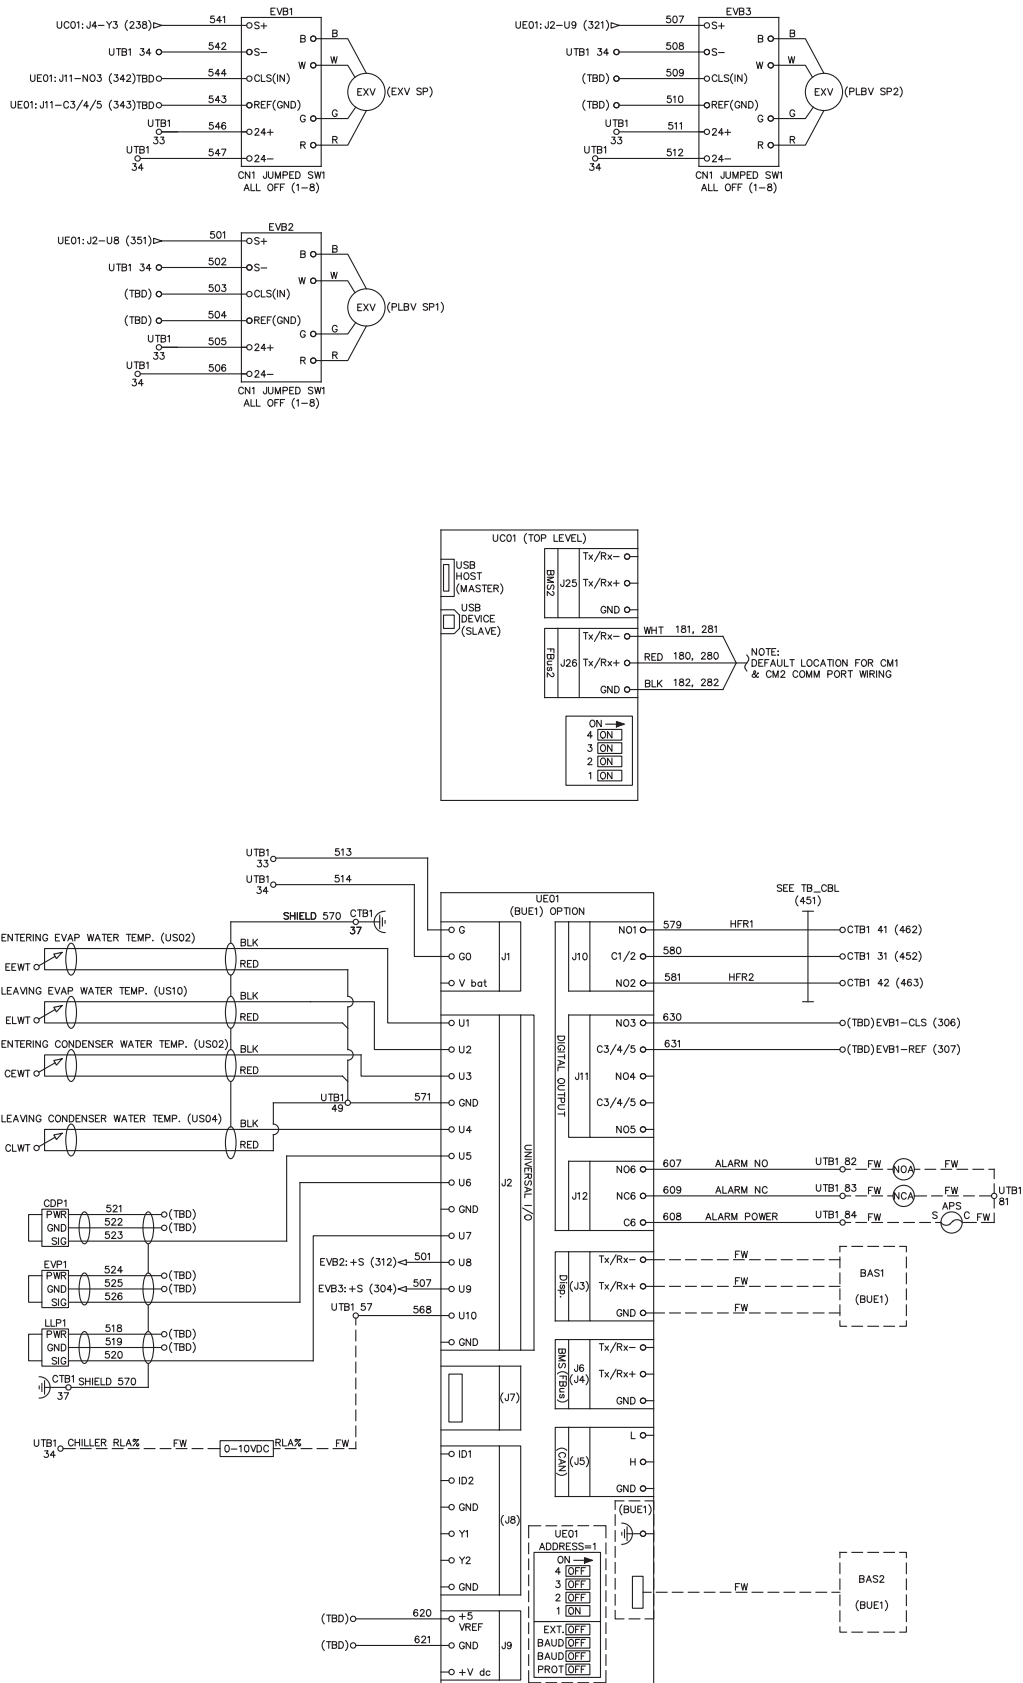 EVB1
UC01:J4-Y3 (238) 541 S+
UTB1 34 542 S-
UE01:J11-NO3 (342)TBD 544 CLS(IN)
UE01:J11-C3/4/5 (343)TBD 543 REF(GND)
UTB1 33 546 24+
UTB1 34 547 24-
B B
W W
G G
R R
EXV (EXV SP)
CN1 JUMPED SW1
ALL OFF (1-8)
EVB3
UE01:J2-U9 (321) 507 S+
UTB1 34 508 S-
(TBD) 509 CLS(IN)
(TBD) 510 REF(GND)
UTB1 33 511 24+
UTB1 34 512 24-
B B
W W
G G
R R
EXV (PLBV SP2)
CN1 JUMPED SW1
ALL OFF (1-8)
EVB2
UE01:J2-U8 (351) 501 S+
UTB1 34 502 S-
(TBD) 503 CLS(IN)
(TBD) 504 REF(GND)
UTB1 33 505 24+
UTB1 34 506 24-
B B
W W
G G
R R
EXV (PLBV SP1)
CN1 JUMPED SW1
ALL OFF (1-8)
UC01 (TOP LEVEL)
USB
HOST
(MASTER)
USB
DEVICE
(SLAVE)
BMS2 J25
Tx/Rx-
Tx/Rx+
GND
FBus2 J26
Tx/Rx- WHT 181, 281
Tx/Rx+ RED 180, 280
GND BLK 182, 282
NOTE:
DEFAULT LOCATION FOR CM1
& CM2 COMM PORT WIRING
ON
4 ON
3 ON
2 ON
1 ON
UTB1 33 513
UTB1 34 514
SHIELD 570 CTB1 37
ENTERING EVAP WATER TEMP. (US02)
EEWT BLK RED
LEAVING EVAP WATER TEMP. (US10)
ELWT BLK RED
ENTERING CONDENSER WATER TEMP. (US02)
CEWT BLK RED
UTB1 49 571
LEAVING CONDENSER WATER TEMP. (US04)
CLWT BLK RED
CDP1
PWR 521 (TBD)
GND 522 (TBD)
SIG 523
EVP1
PWR 524 (TBD)
GND 525 (TBD)
SIG 526
LLP1
PWR 518 (TBD)
GND 519 (TBD)
SIG 520
CTB1 37 SHIELD 570
EVB2:+S (312) 501
EVB3:+S (304) 507
UTB1 57 568
UTB1 34 CHILLER RLA% FW 0-10VDC RLA% FW
UE01
(BUE1) OPTION
G
G0
V bat
J1
U1
U2
U3
GND
U4
U5
U6
GND
U7
U8
U9
U10
GND
J2
UNIVERSAL I/O
(J7)
ID1
ID2
GND
Y1
Y2
GND
(J8)
(TBD) 620 +5 VREF
(TBD) 621 GND
+V dc
J9
SEE TB_CBL
(451)
J10
NO1 579 HFR1 CTB1 41 (462)
C1/2 580 CTB1 31 (452)
NO2 581 HFR2 CTB1 42 (463)
DIGITAL OUTPUT J11
NO3 630 (TBD)EVB1-CLS (306)
C3/4/5 631 (TBD)EVB1-REF (307)
NO4
C3/4/5
NO5
J12
NO6 607 ALARM NO UTB1 82 FW NOA FW
NC6 609 ALARM NC UTB1 83 FW NCA FW UTB1 81
C6 608 ALARM POWER UTB1 84 FW S APS C FW
Disp. (J3)
Tx/Rx- FW
Tx/Rx+ FW
GND FW
BAS1
(BUE1)
BMS(FBus) J6 (J4)
Tx/Rx-
Tx/Rx+
GND
(CAN) (J5)
L
H
GND
(BUE1)
FW
BAS2
(BUE1)
UE01
ADDRESS=1
ON
4 OFF
3 OFF
2 OFF
1 ON
EXT. OFF
BAUD OFF
BAUD OFF
PROT OFF